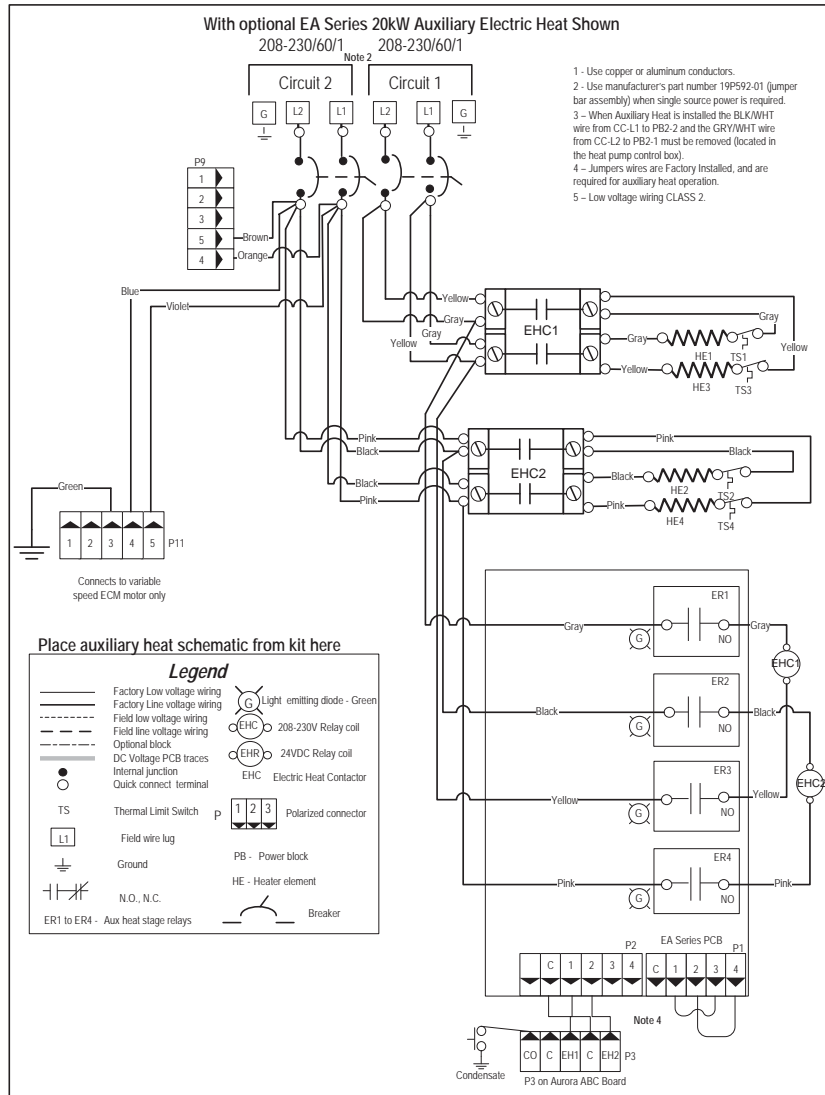 With optional EA Series 20kW Auxiliary Electric Heat Shown
208-230/60/1 208-230/60/1
Note 2
Circuit 2 Circuit 1
G L2 L1 L2 L1 G
1 - Use copper or aluminum conductors.
2 - Use manufacturer's part number 19P592-01 (jumper
bar assembly) when single source power is required.
3 – When Auxiliary Heat is installed the BLK/WHT
wire from CC-L1 to PB2-2 and the GRY/WHT wire
from CC-L2 to PB2-1 must be removed (located in
the heat pump control box).
4 – Jumpers wires are Factory Installed, and are
required for auxiliary heat operation.
5 – Low voltage wiring CLASS 2.
P9
1
2
3
5 Brown
4 Orange
Blue
Violet
Yellow
Gray
Gray
Yellow
EHC1
Gray
Yellow
Gray HE1 TS1
Yellow HE3 TS3
Pink
Black
Black
Pink
EHC2
Pink
Black
Black HE2 TS2
Pink HE4 TS4
Green
1 2 3 4 5 P11
Connects to variable
speed ECM motor only
Gray G ER1 NO Gray
EHC1
Black G ER2 NO Black
EHC2
Yellow G ER3 NO Yellow
Pink G ER4 NO Pink
EA Series PCB
P2
C 1 2 3 4
P1
C 1 2 3 4
Note 4
Condensate
CO C EH1 C EH2 P3
P3 on Aurora ABC Board
Place auxiliary heat schematic from kit here
Legend
Factory Low voltage wiring
Factory Line voltage wiring
Field low voltage wiring
Field line voltage wiring
Optional block
DC Voltage PCB traces
Internal junction
Quick connect terminal
TS Thermal Limit Switch
L1 Field wire lug
Ground
N.O., N.C.
ER1 to ER4 - Aux heat stage relays
G Light emitting diode - Green
EHC 208-230V Relay coil
EHR 24VDC Relay coil
EHC Electric Heat Contactor
P 1 2 3 Polarized connector
PB - Power block
HE - Heater element
Breaker